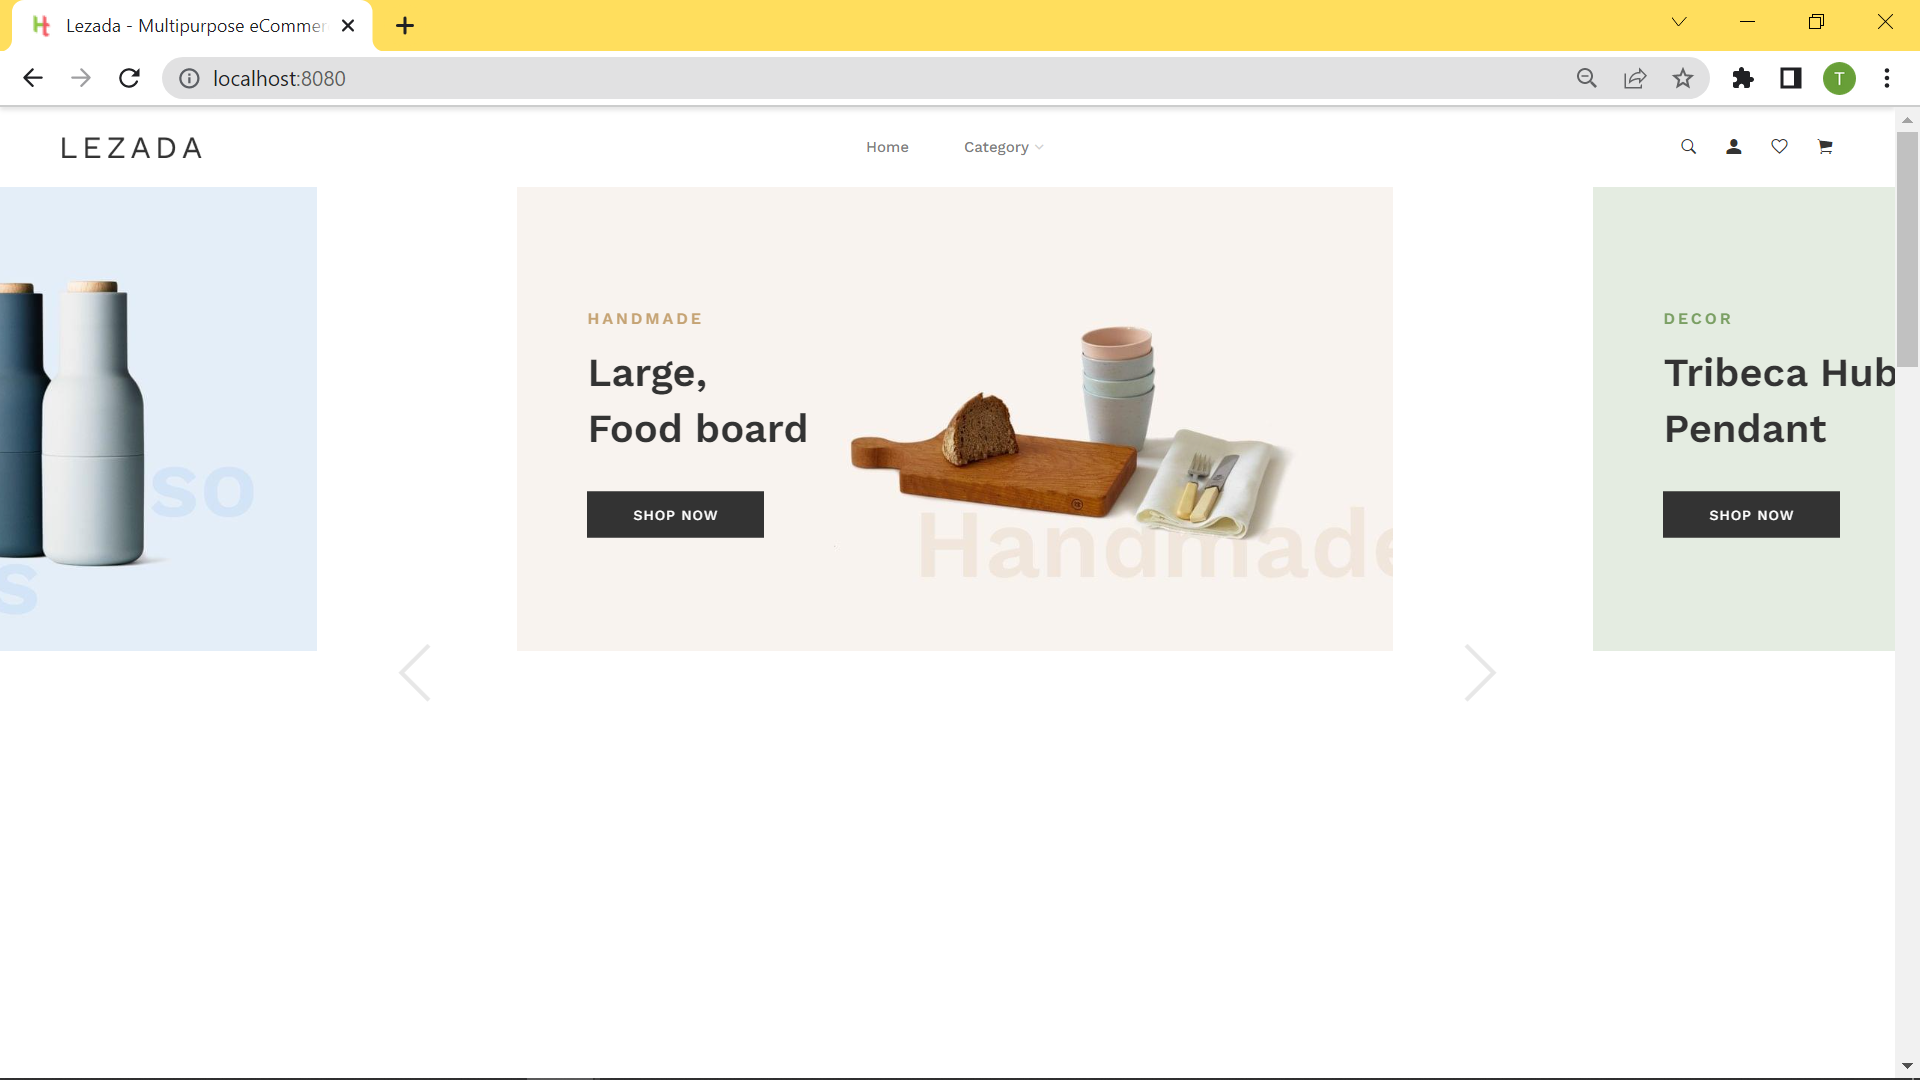 Lezada - Multipurpose eCommer
localhost:8080
T
LEZADA
Home
Category
so
s
HANDMADE
Large,
Food board
SHOP NOW
Handmade
DECOR
Tribeca Hub
Pendant
SHOP NOW